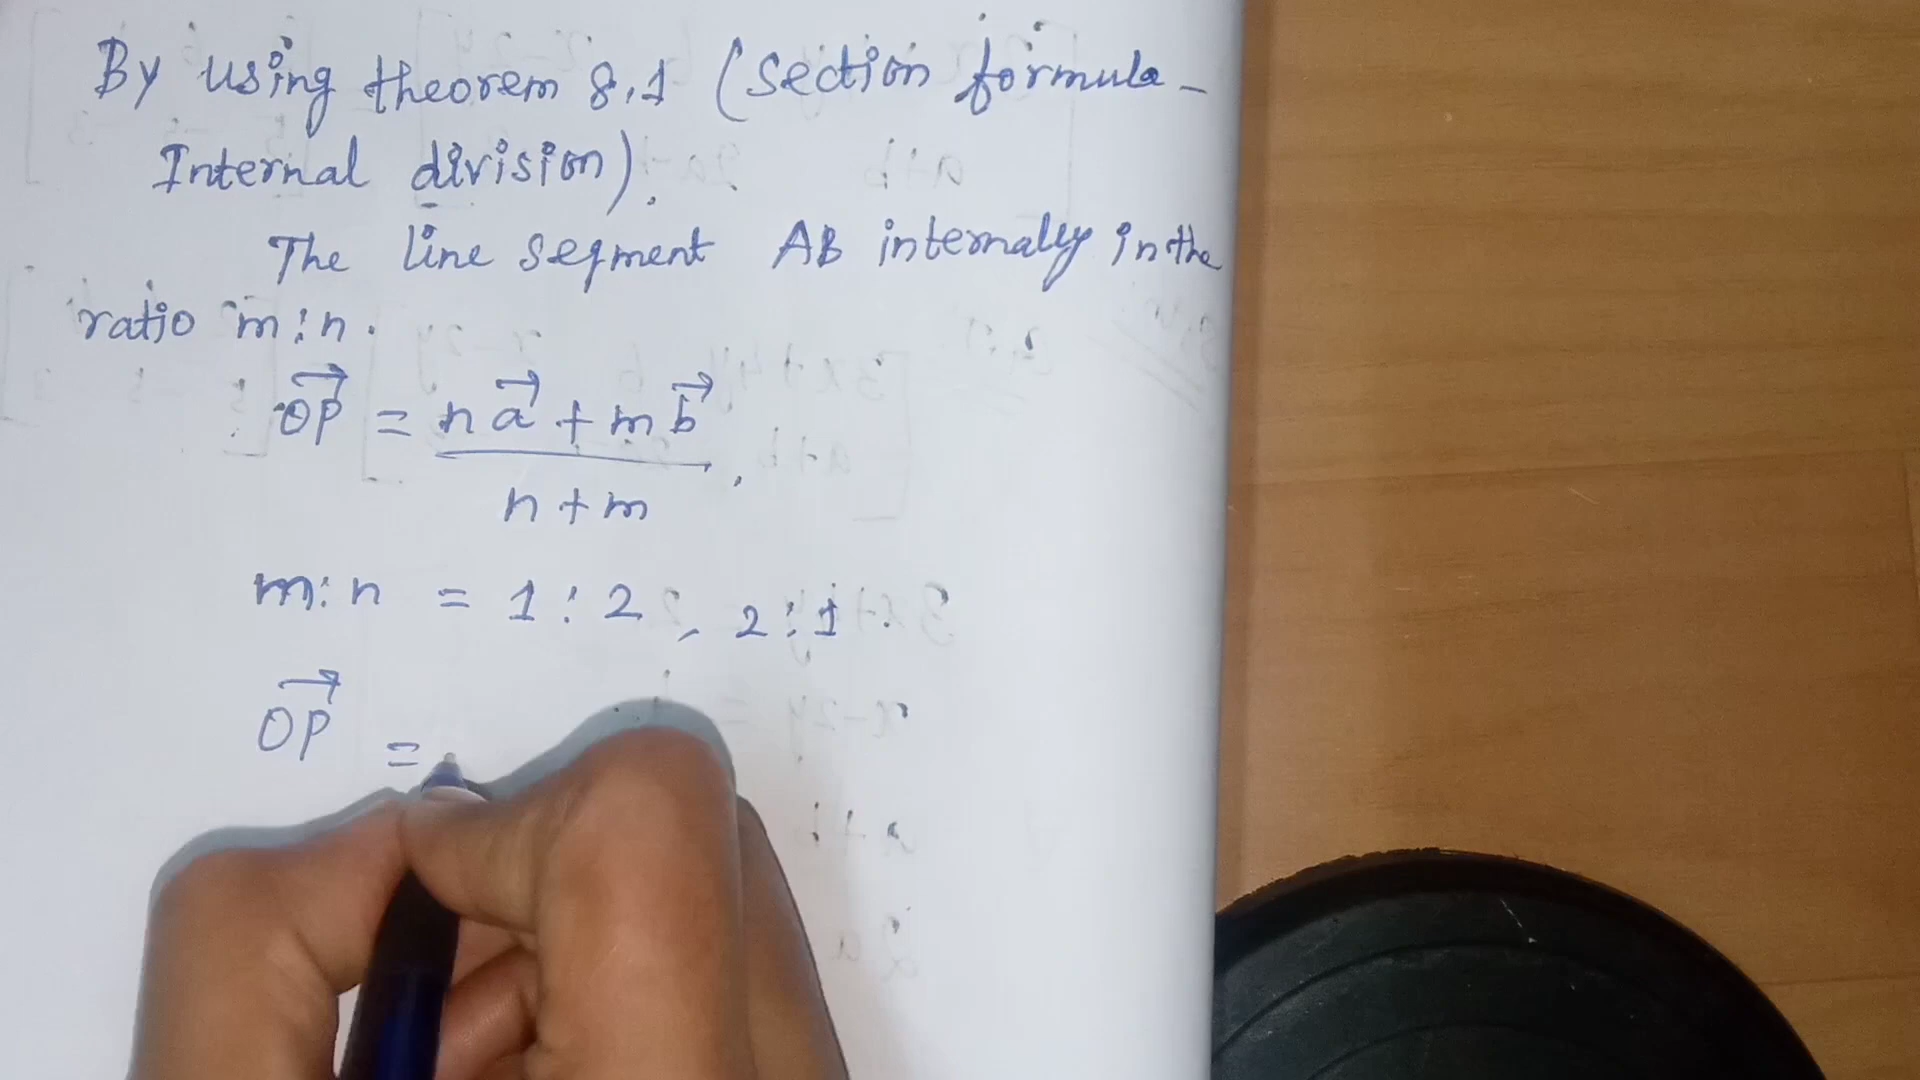 By using theorem 8.1 (section formula-
Internal division).
The line segment AB internally in the
ratio m:n.
OP⃗ = na⃗ + mb⃗
n+m
m:n = 1:2, 2:1.
OP⃗ =